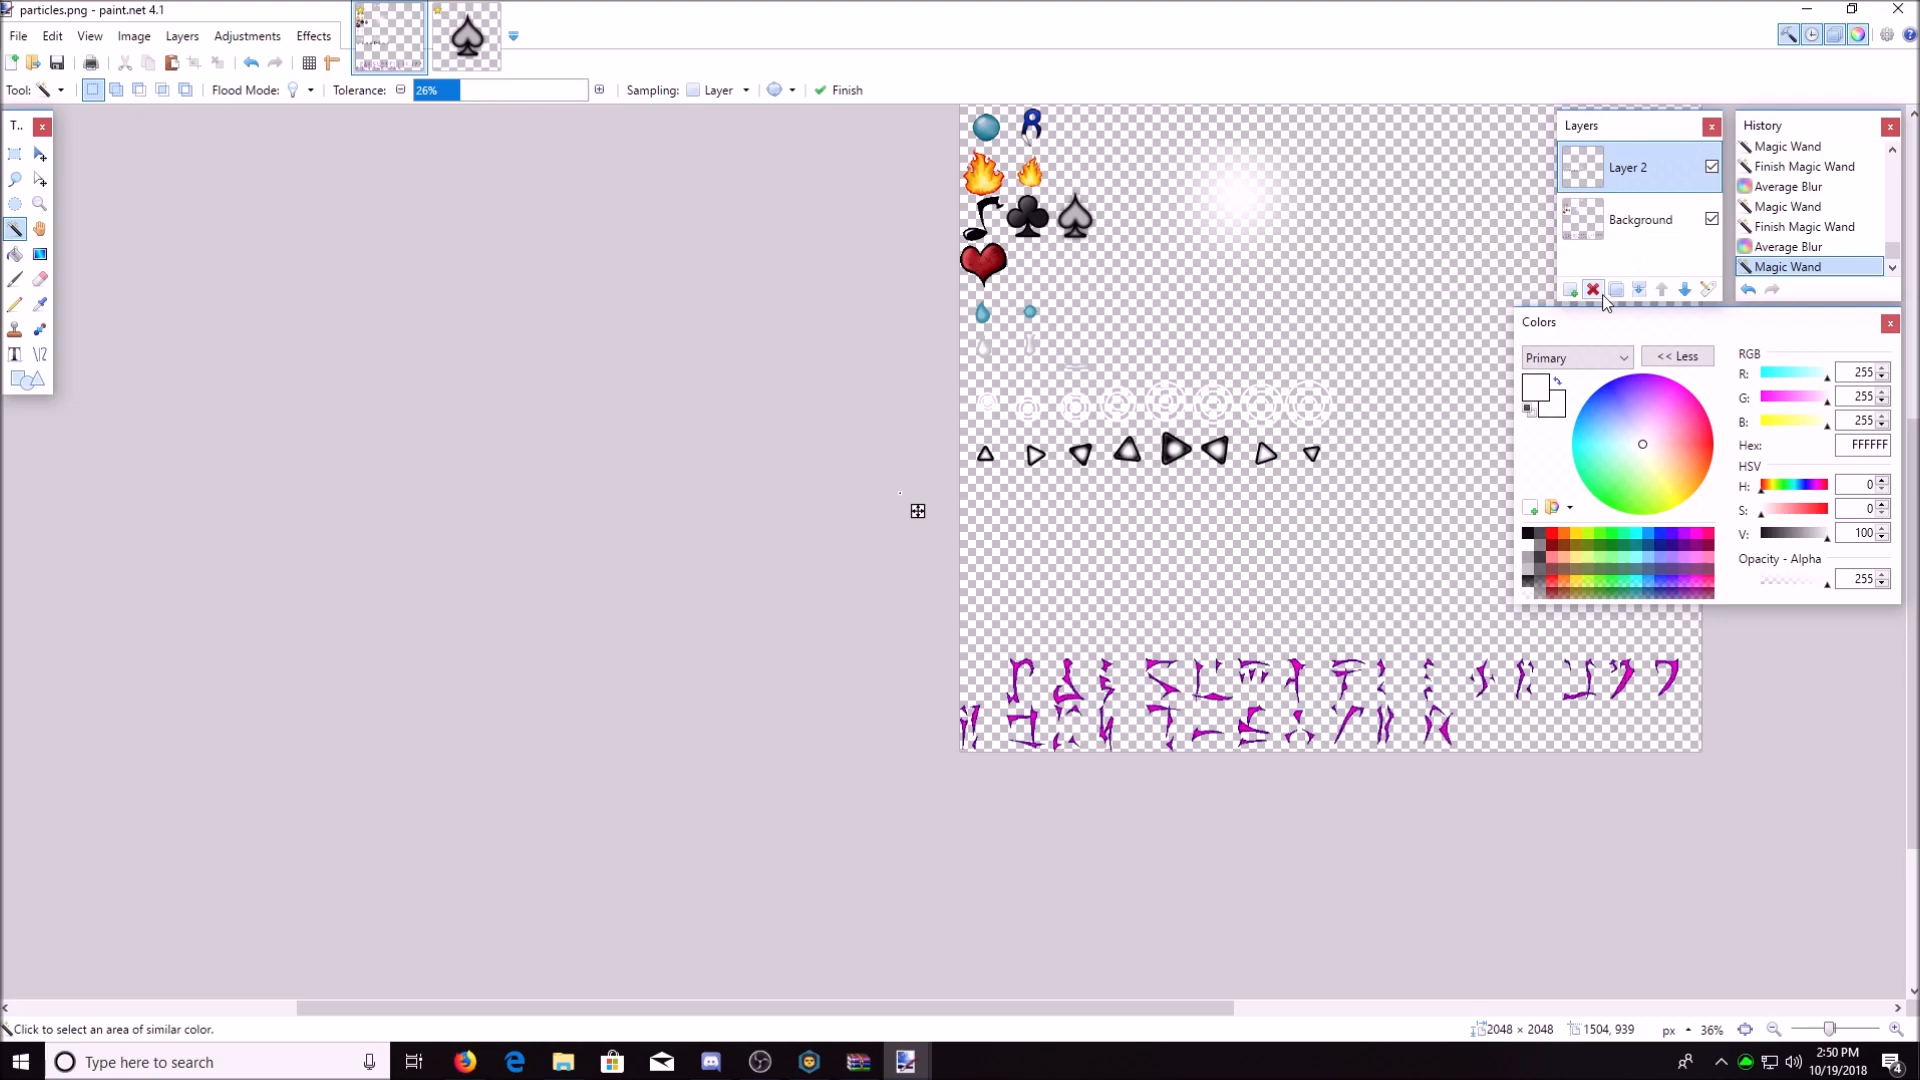 particles.png - paint.net 4.1
File Edit View Image Layers Adjustments Effects
Tool: Flood Mode: Tolerance: 26% Sampling: Layer Finish
T..
Layers
Layer 2
Background
History
Magic Wand
Finish Magic Wand
Average Blur
Magic Wand
Finish Magic Wand
Average Blur
Magic Wand
Colors
Primary
<< Less
RGB
R: 255
G: 255
B: 255
Hex: FFFFFF
HSV
H: 0
S: 0
V: 100
Opacity - Alpha
255
Click to select an area of similar color.
2048 × 2048
1504, 939
px
36%
Type here to search
2:50 PM
10/19/2018
4